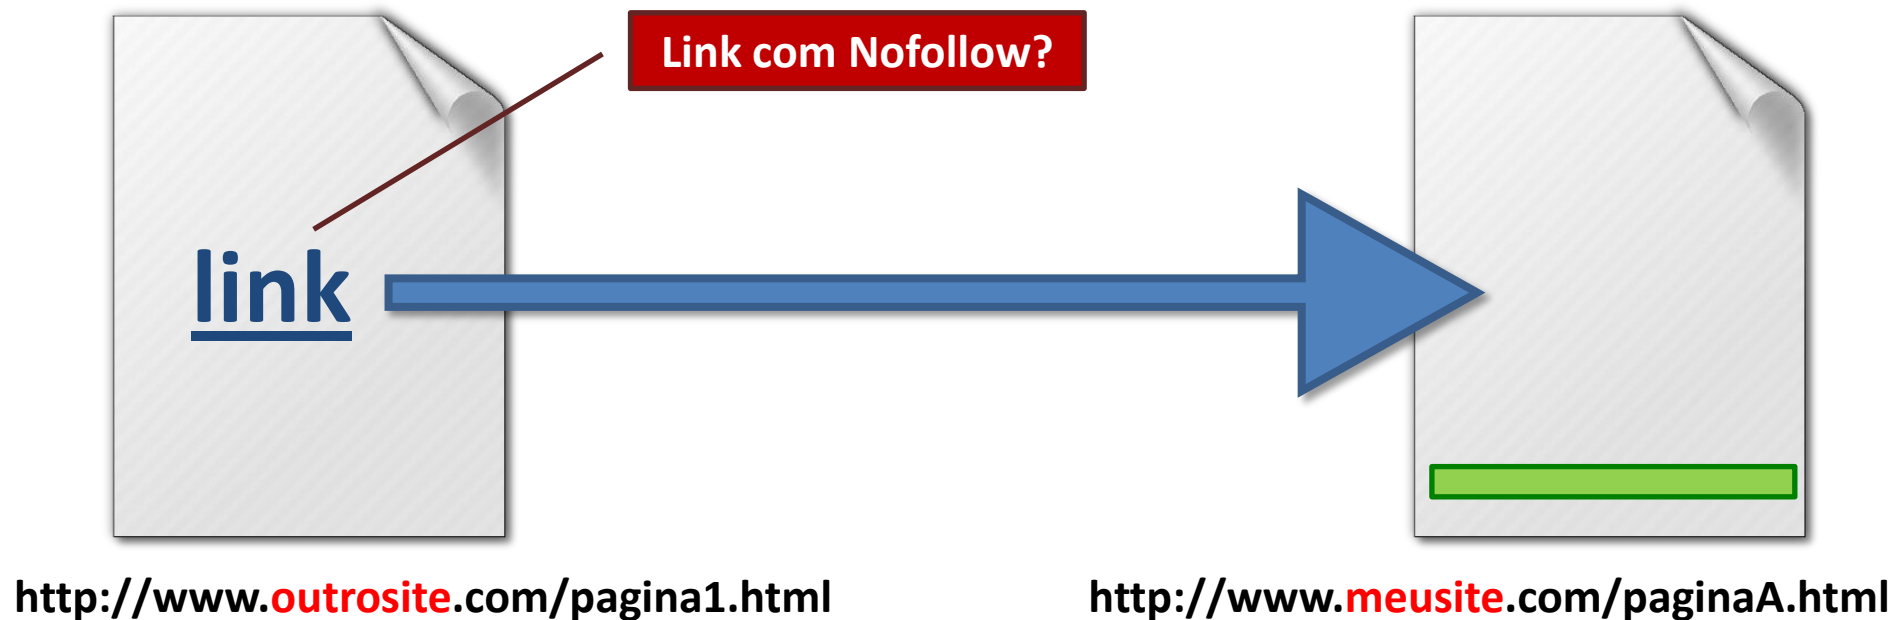 Link com Nofollow?
link
http://www.outrosite.com/pagina1.html
http://www.meusite.com/paginaA.html